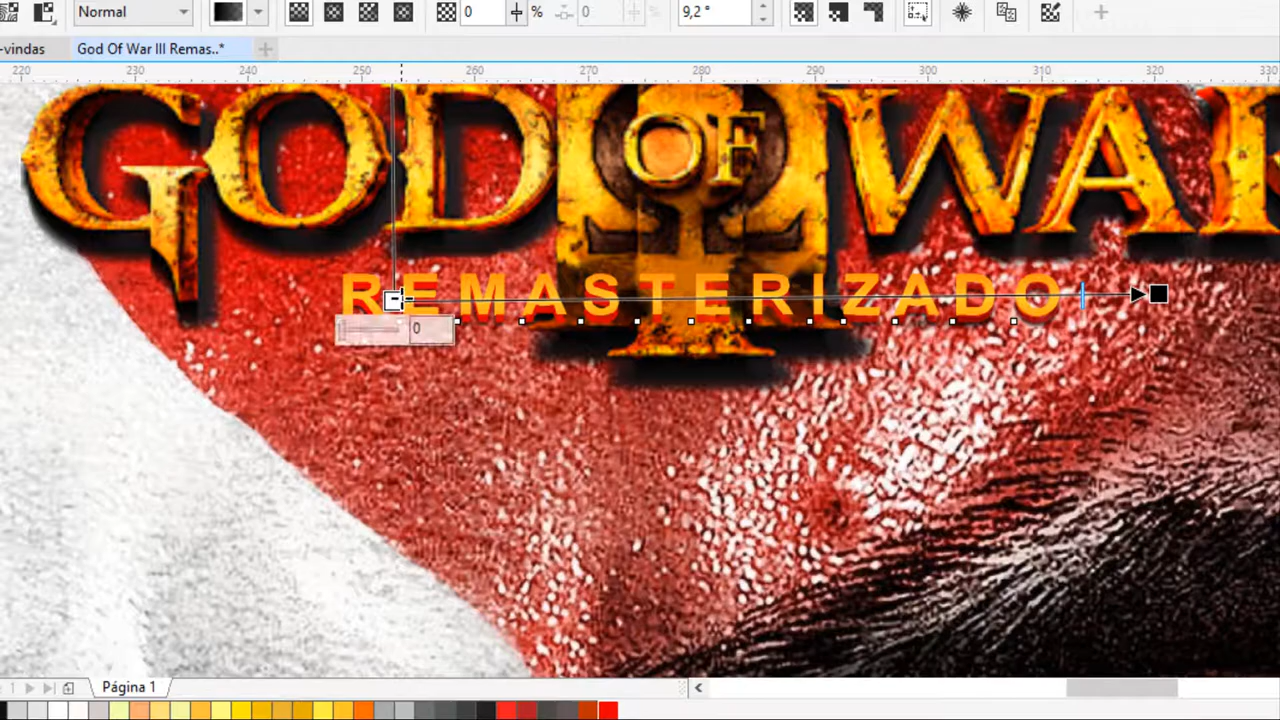 Normal 0 % 0 % 9,2 °
-vindas God Of War III Remas..*
220 230 240 250 260 270 280 290 300 310 320 330
GOD OF WAR
REMASTERIZADO
0
1 Página 1